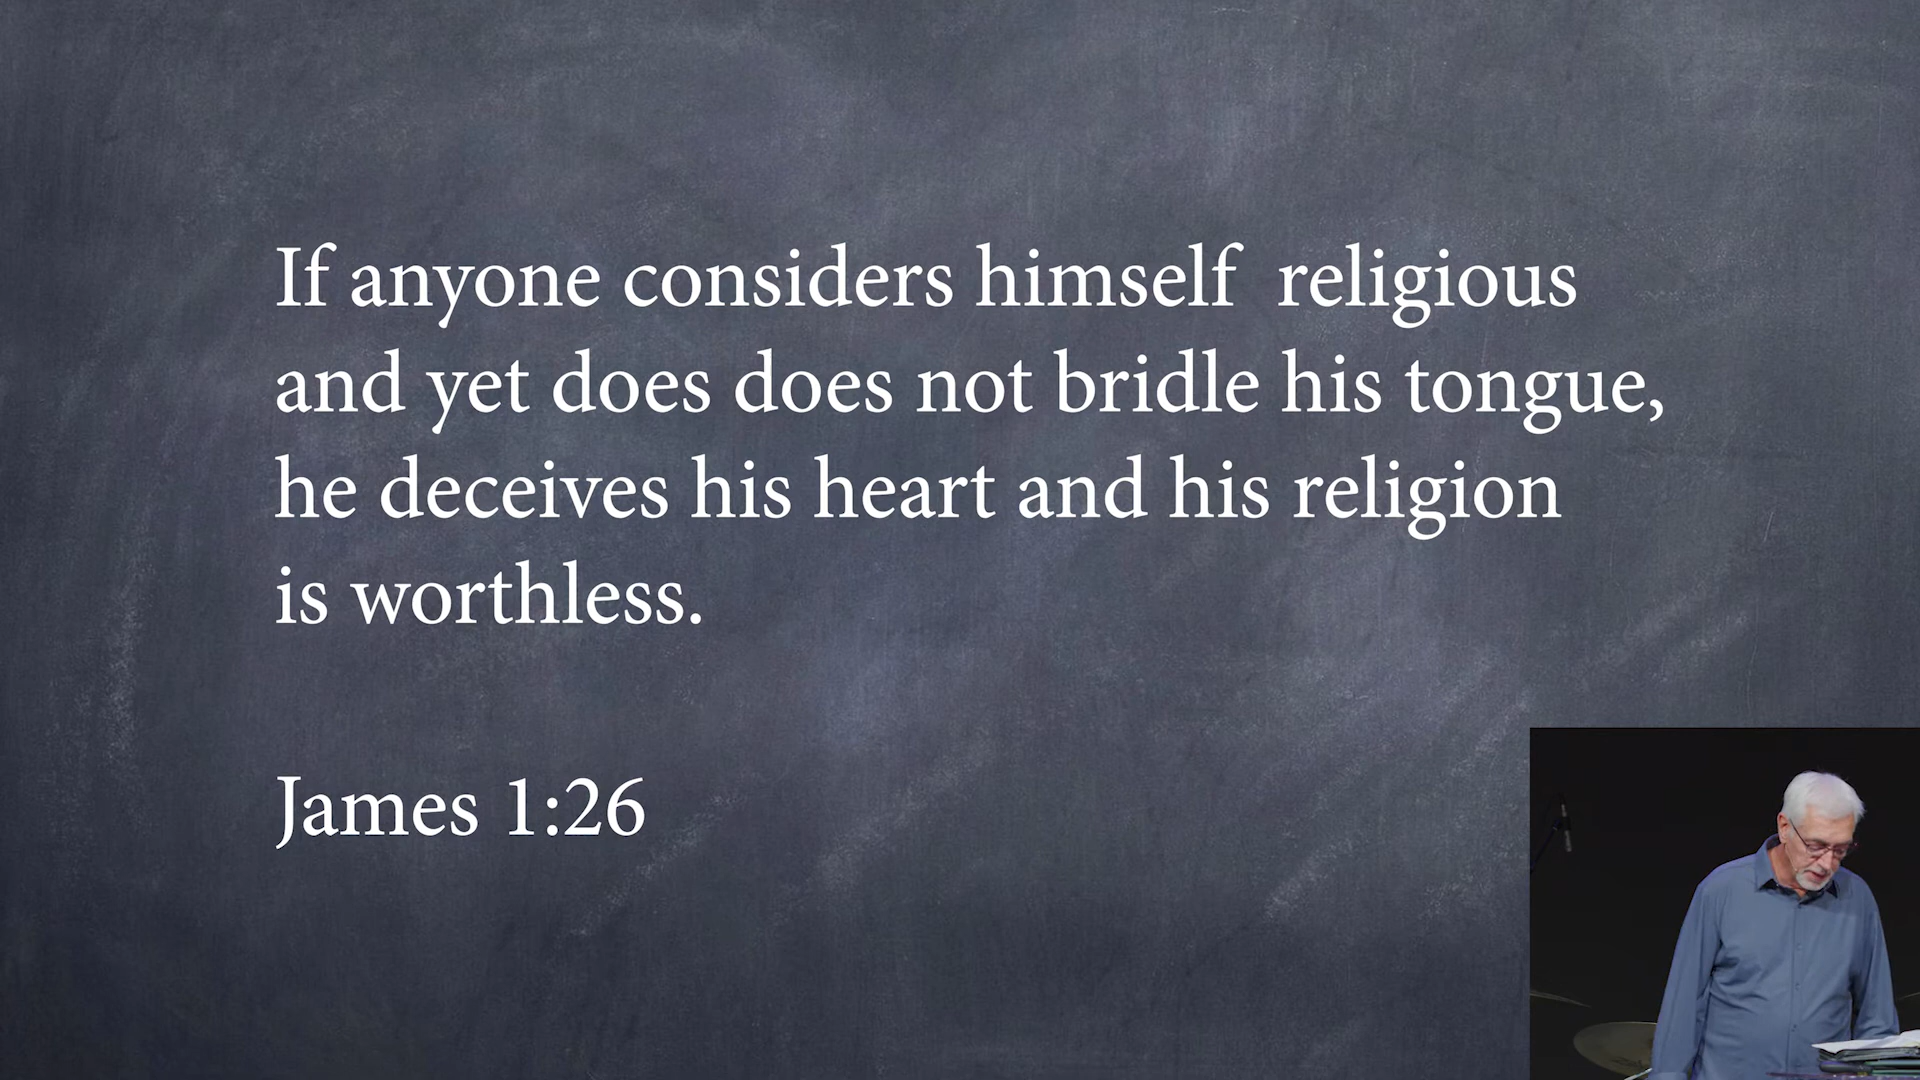 If anyone considers himself  religious
and yet does does not bridle his tongue,
he deceives his heart and his religion
is worthless.
James 1:26